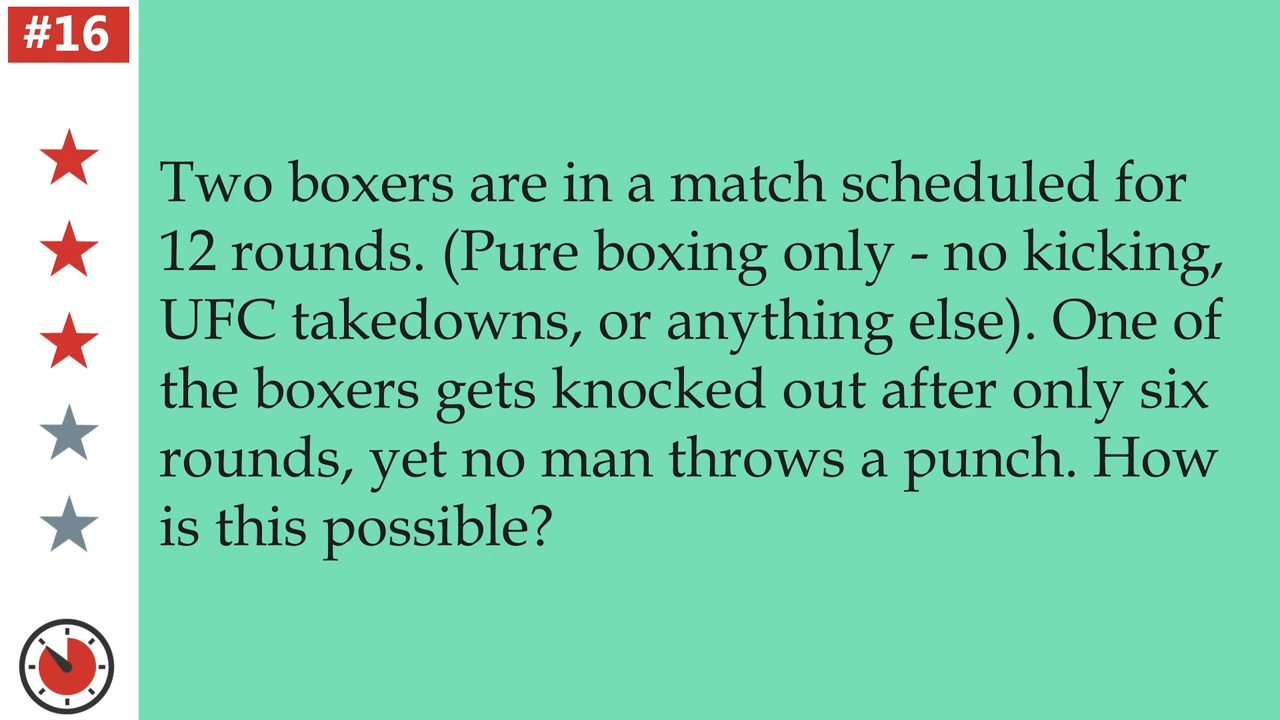 #16
Two boxers are in a match scheduled for
12 rounds. (Pure boxing only - no kicking,
UFC takedowns, or anything else). One of
the boxers gets knocked out after only six
rounds, yet no man throws a punch. How
is this possible?